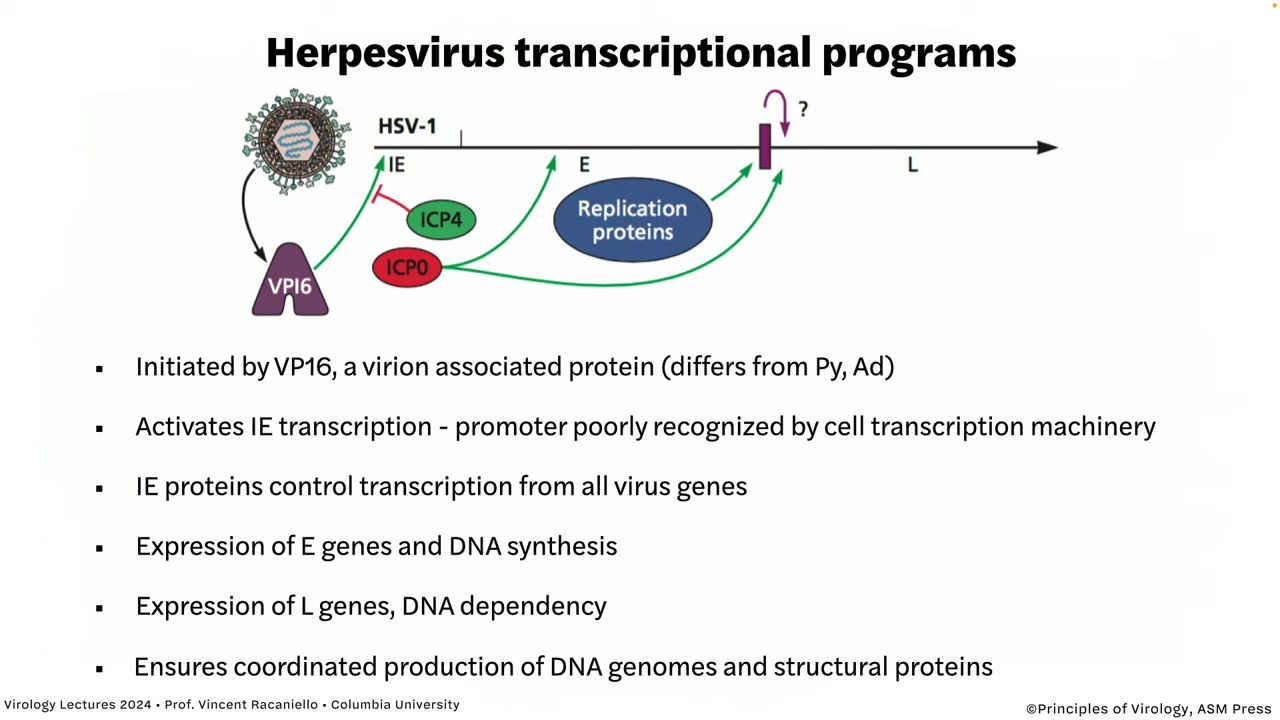 Herpesvirus transcriptional programs
HSV-1
?
IE
E
L
ICP4
Replication
proteins
ICP0
VP16
▪ Initiated by VP16, a virion associated protein (differs from Py, Ad)
▪ Activates IE transcription - promoter poorly recognized by cell transcription machinery
▪ IE proteins control transcription from all virus genes
▪ Expression of E genes and DNA synthesis
▪ Expression of L genes, DNA dependency
▪ Ensures coordinated production of DNA genomes and structural proteins
Virology Lectures 2024 • Prof. Vincent Racaniello • Columbia University
©Principles of Virology, ASM Press